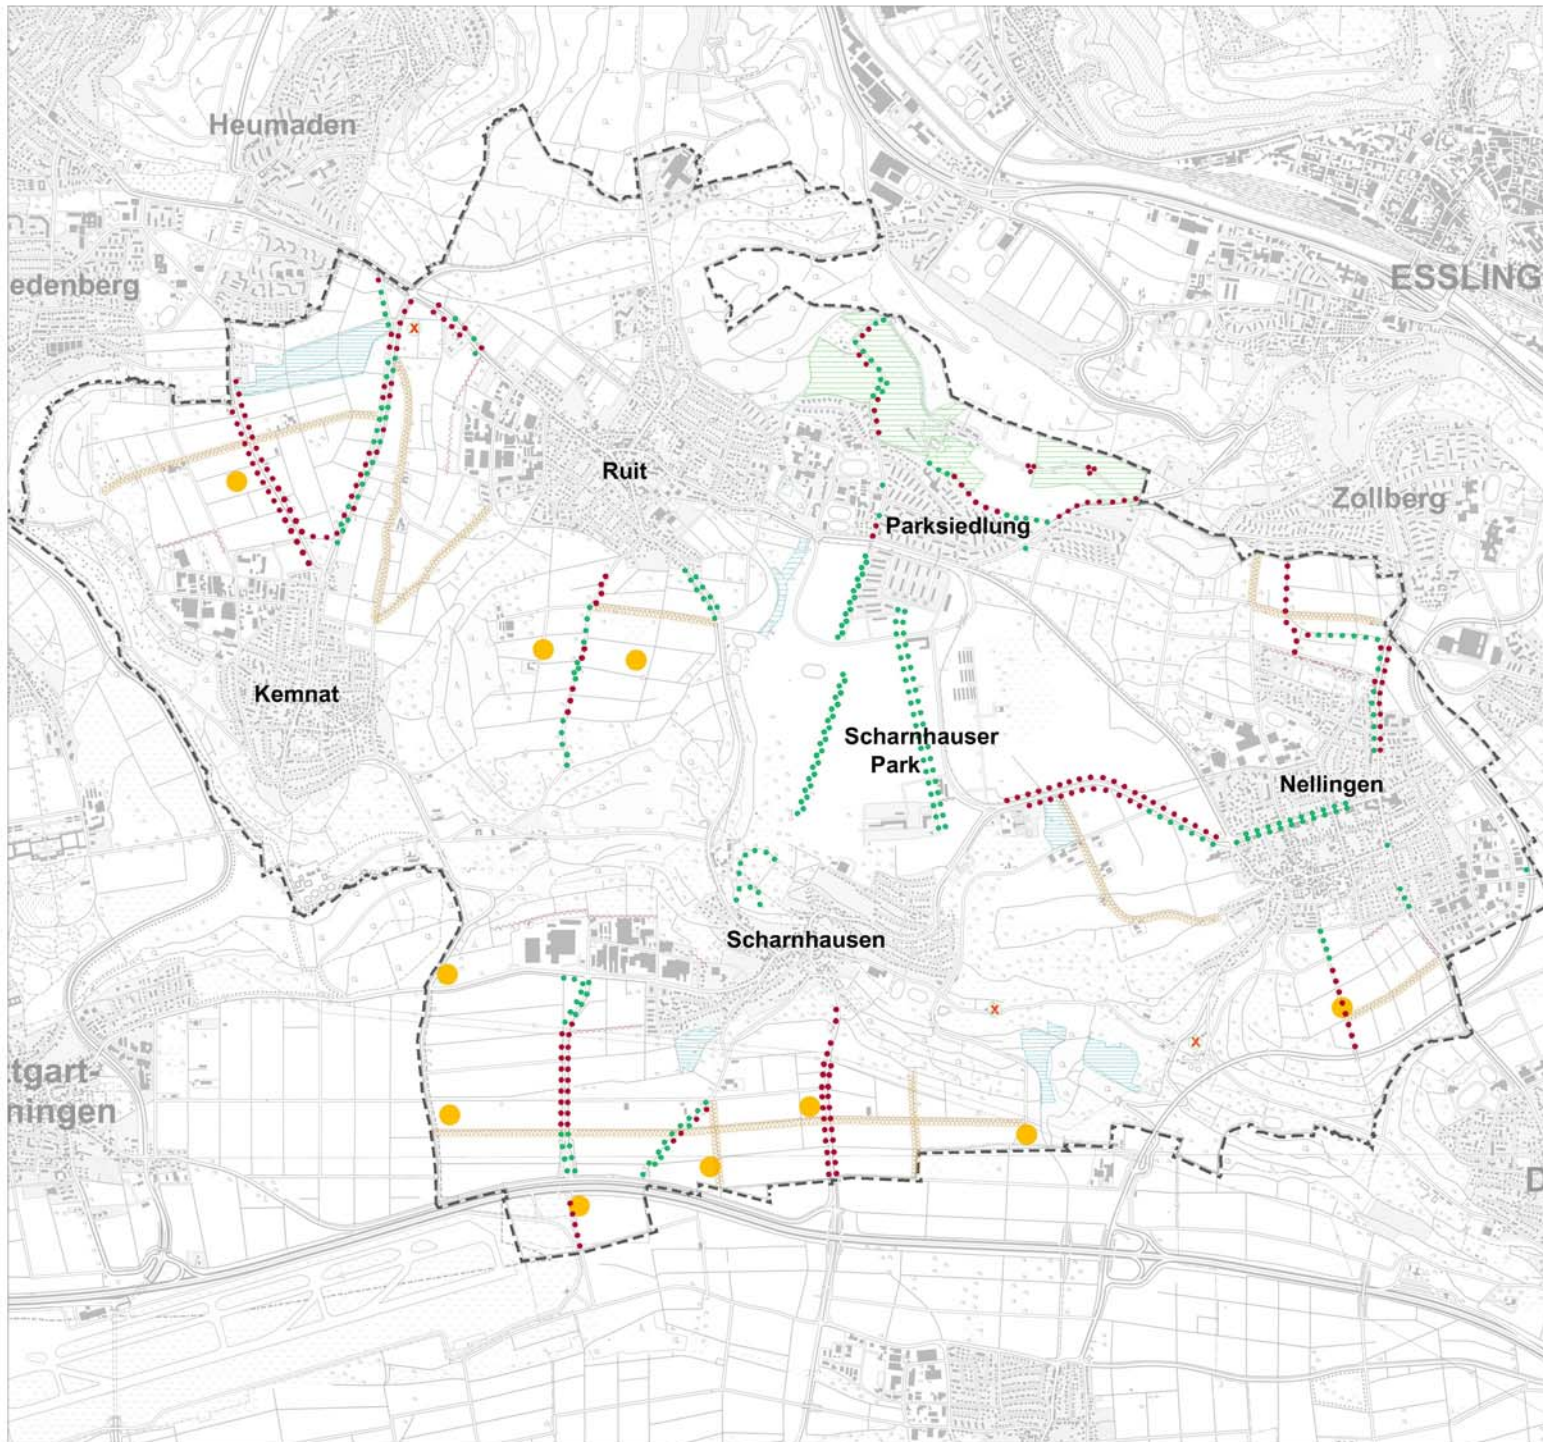 Heumaden
edenberg
ESSLING
Ruit
Zollberg
Parksiedlung
Kemnat
Scharnhauser
Park
Nellingen
Scharnhausen
x
x
x
tgart-
ningen
D